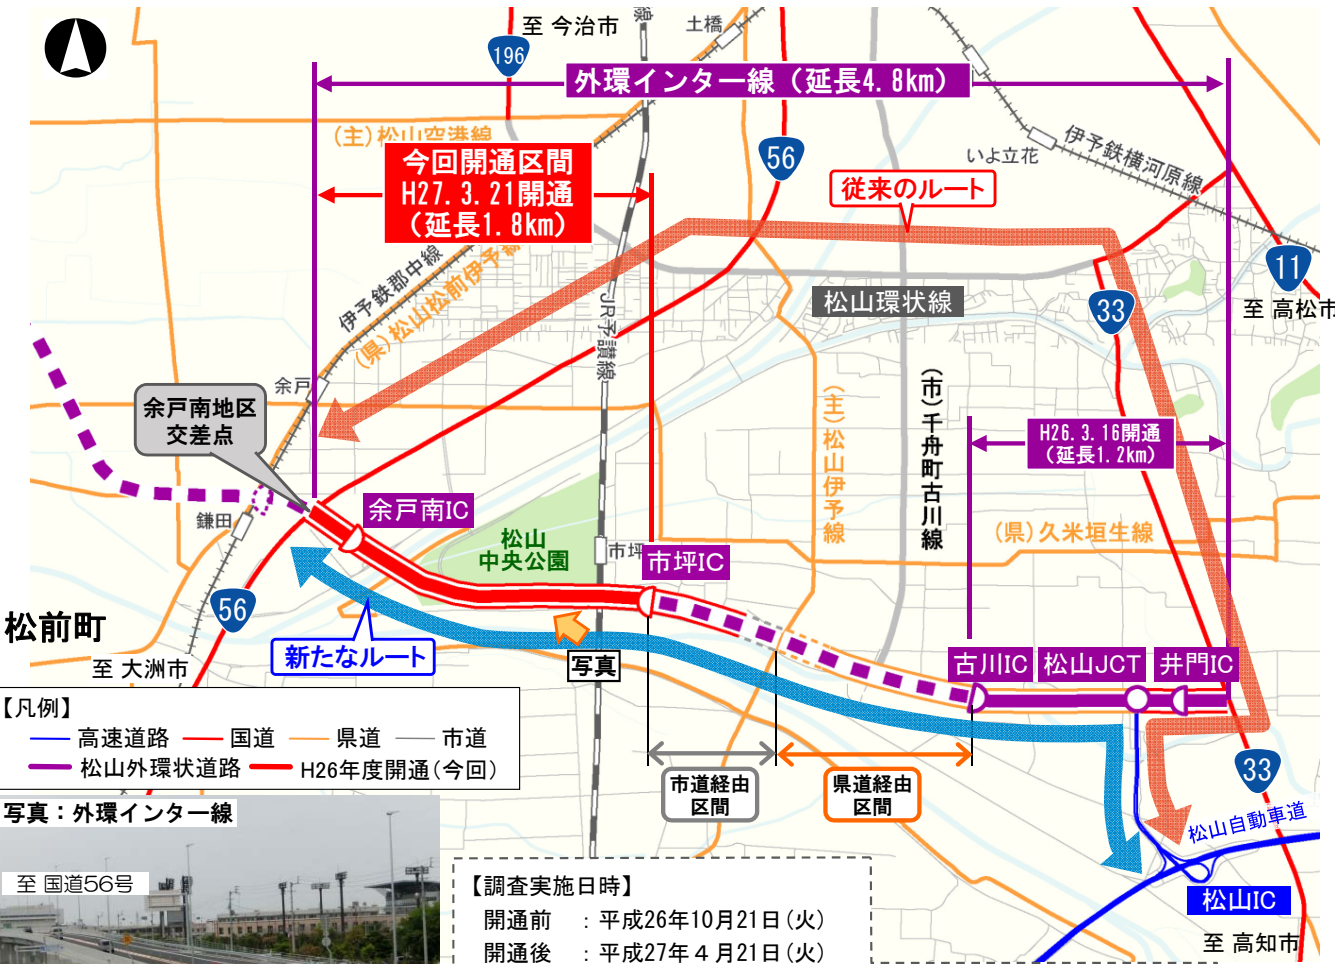 至 今治市
土橋
196
外環インター線（延長4.8km）
(主)松山空港線
今回開通区間
H27.3.21開通
（延長1.8km）
56
いよ立花
伊予鉄横河原線
従来のルート
11
至 高松市
伊予鉄郡中線
(県)松山松前伊予線
JR予讃線
松山環状線
33
余戸
余戸南地区
交差点
(主)松山伊予線
(市)千舟町古川線
H26.3.16開通
（延長1.2km）
鎌田
余戸南IC
松山
中央公園
市坪
市坪IC
(県)久米垣生線
56
松前町
至 大洲市
新たなルート
写真
古川IC
松山JCT
井門IC
【凡例】
高速道路
国道
県道
市道
松山外環状道路
H26年度開通(今回)
市道経由
区間
県道経由
区間
33
松山自動車道
松山IC
至 高知市
写真：外環インター線
至 国道56号
【調査実施日時】
開通前　：平成26年10月21日(火)
開通後　：平成27年4月21日(火)